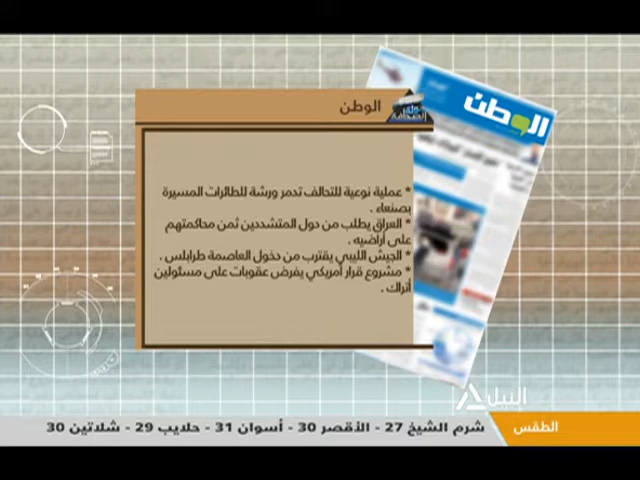 الوطن
الوطن
الصحافة
* عملية نوعية للتحالف تدمر ورشة للطائرات المسيرة
بصنعاء .
* العراق يطلب من دول المتشددين ثمن محاكمتهم
على أراضيه .
* الجيش الليبي يقترب من دخول العاصمة طرابلس .
* مشروع قرار أمريكي يفرض عقوبات على مسئولين
أتراك .
النيل
الطقس
شرم الشيخ 27 - الأقصر 30 - أسوان 31 - حلايب 29 - شلاتين 30